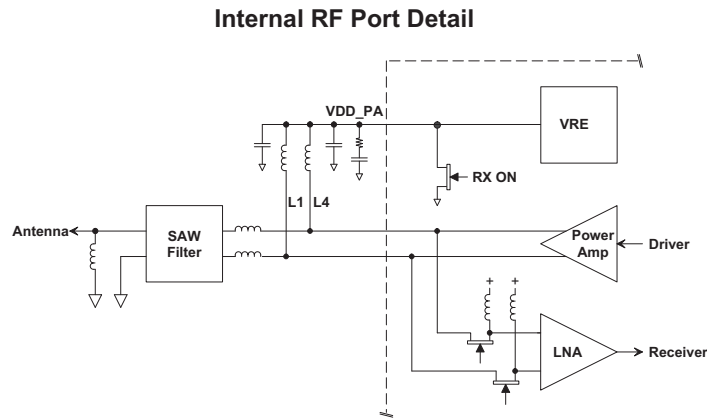 Internal RF Port Detail
VDD_PA
VRE
RX ON
L1 L4
Antenna
SAW
Filter
Power
Amp
Driver
+ +
LNA
Receiver